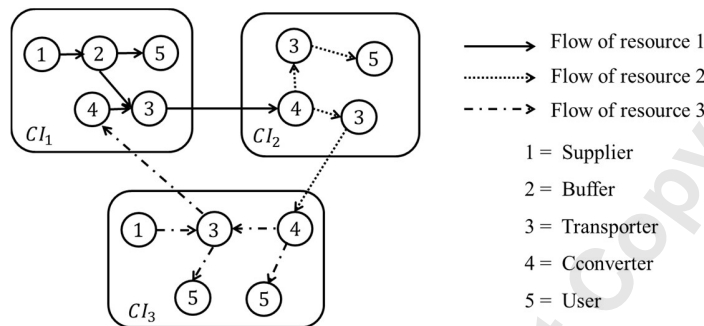 1 2 5
4 3
CI₁
3 5
4 3
CI₂
1 3 4
5 5
CI₃
Flow of resource 1
Flow of resource 2
Flow of resource 3
1 = Supplier
2 = Buffer
3 = Transporter
4 = Cconverter
5 = User
Copy